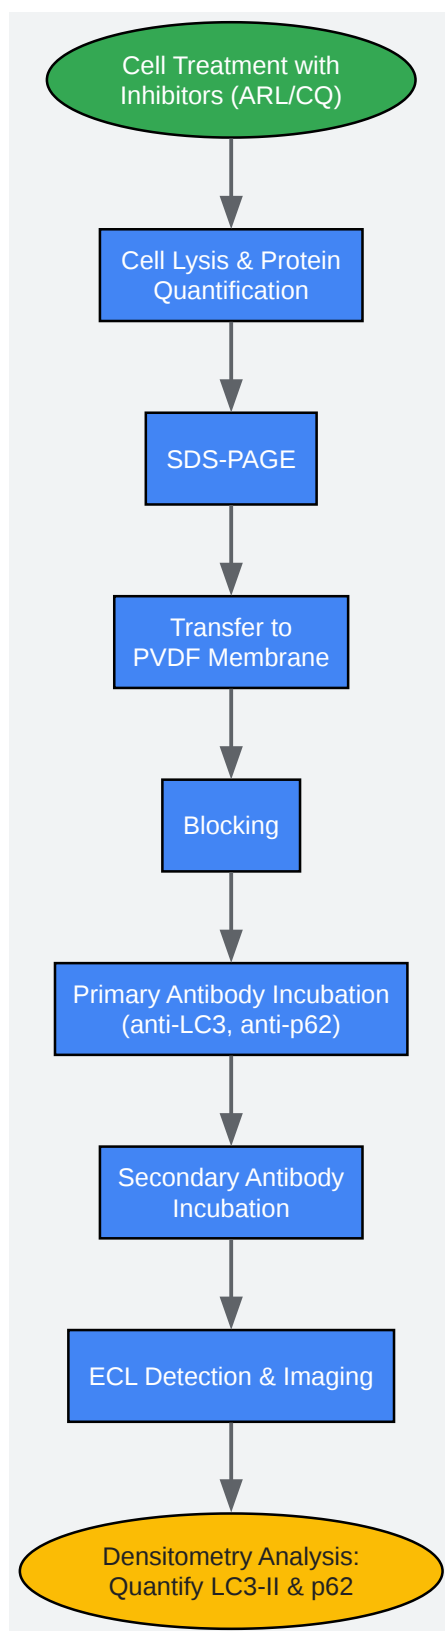 Cell Treatment with
Inhibitors (ARL/CQ)
Cell Lysis & Protein
Quantification
SDS-PAGE
Transfer to
PVDF Membrane
Blocking
Primary Antibody Incubation
(anti-LC3, anti-p62)
Secondary Antibody
Incubation
ECL Detection & Imaging
Densitometry Analysis:
Quantify LC3-II & p62